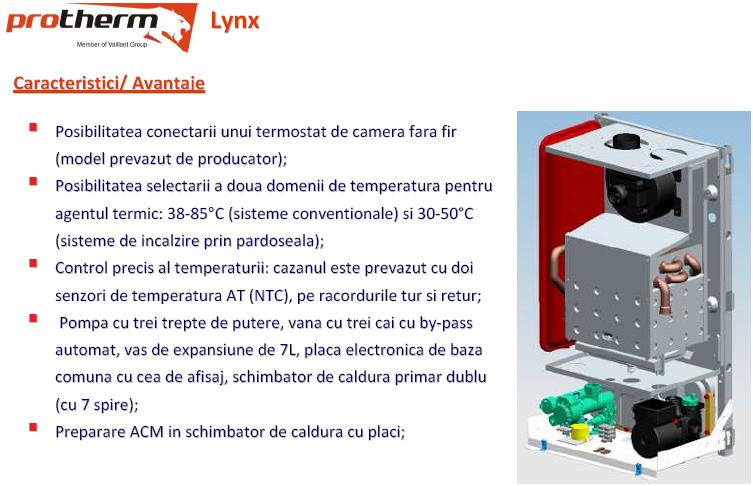 protherm
Member of Vaillant Group
Lynx
Caracteristici/ Avantaje
Posibilitatea conectarii unui termostat de camera fara fir
(model prevazut de producator);
Posibilitatea selectarii a doua domenii de temperatura pentru
agentul termic: 38-85°C (sisteme conventionale) si 30-50°C
(sisteme de incalzire prin pardoseala);
Control precis al temperaturii: cazanul este prevazut cu doi
senzori de temperatura AT (NTC), pe racordurile tur si retur;
Pompa cu trei trepte de putere, vana cu trei cai cu by-pass
automat, vas de expansiune de 7L, placa electronica de baza
comuna cu cea de afisaj, schimbator de caldura primar dublu
(cu 7 spire);
Preparare ACM in schimbator de caldura cu placi;